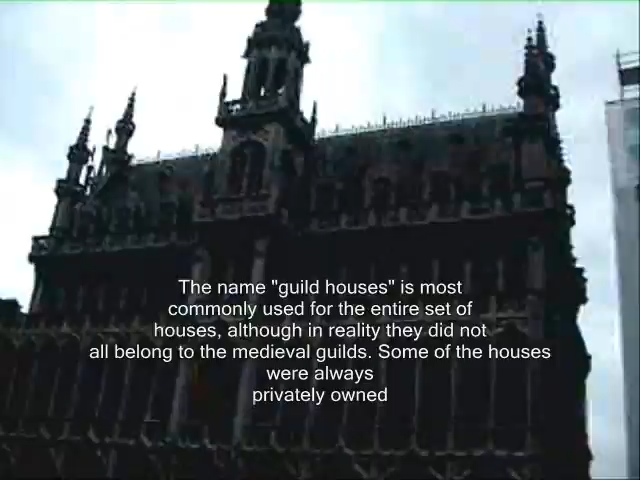 The name "guild houses" is most
commonly used for the entire set of
houses, although in reality they did not
all belong to the medieval guilds. Some of the houses
were always
privately owned